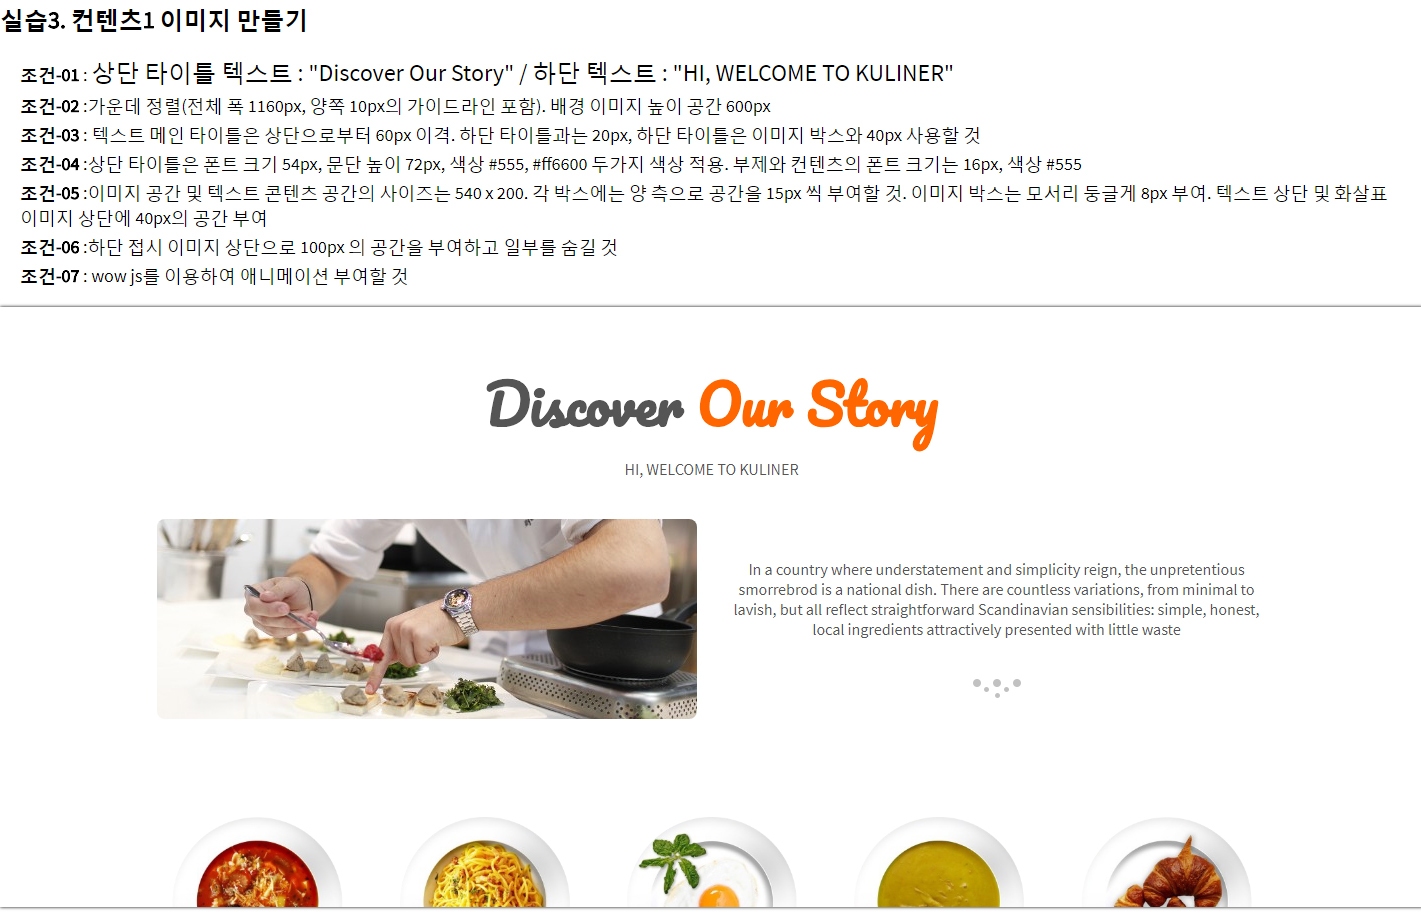 실습3. 컨텐츠1 이미지 만들기
조건-01 : 상단 타이틀 텍스트 : "Discover Our Story" / 하단 텍스트 : "HI, WELCOME TO KULINER"
조건-02 :가운데 정렬(전체 폭 1160px, 양쪽 10px의 가이드라인 포함). 배경 이미지 높이 공간 600px
조건-03 : 텍스트 메인 타이틀은 상단으로부터 60px 이격. 하단 타이틀과는 20px, 하단 타이틀은 이미지 박스와 40px 사용할 것
조건-04 :상단 타이틀은 폰트 크기 54px, 문단 높이 72px, 색상 #555, #ff6600 두가지 색상 적용. 부제와 컨텐츠의 폰트 크기는 16px, 색상 #555
조건-05 :이미지 공간 및 텍스트 콘텐츠 공간의 사이즈는 540 x 200. 각 박스에는 양 측으로 공간을 15px 씩 부여할 것. 이미지 박스는 모서리 둥글게 8px 부여. 텍스트 상단 및 화살표
이미지 상단에 40px의 공간 부여
조건-06 :하단 접시 이미지 상단으로 100px 의 공간을 부여하고 일부를 숨길 것
조건-07 : wow js를 이용하여 애니메이션 부여할 것
Discover Our Story
HI, WELCOME TO KULINER
In a country where understatement and simplicity reign, the unpretentious
smorrebrod is a national dish. There are countless variations, from minimal to
lavish, but all reflect straightforward Scandinavian sensibilities: simple, honest,
local ingredients attractively presented with little waste